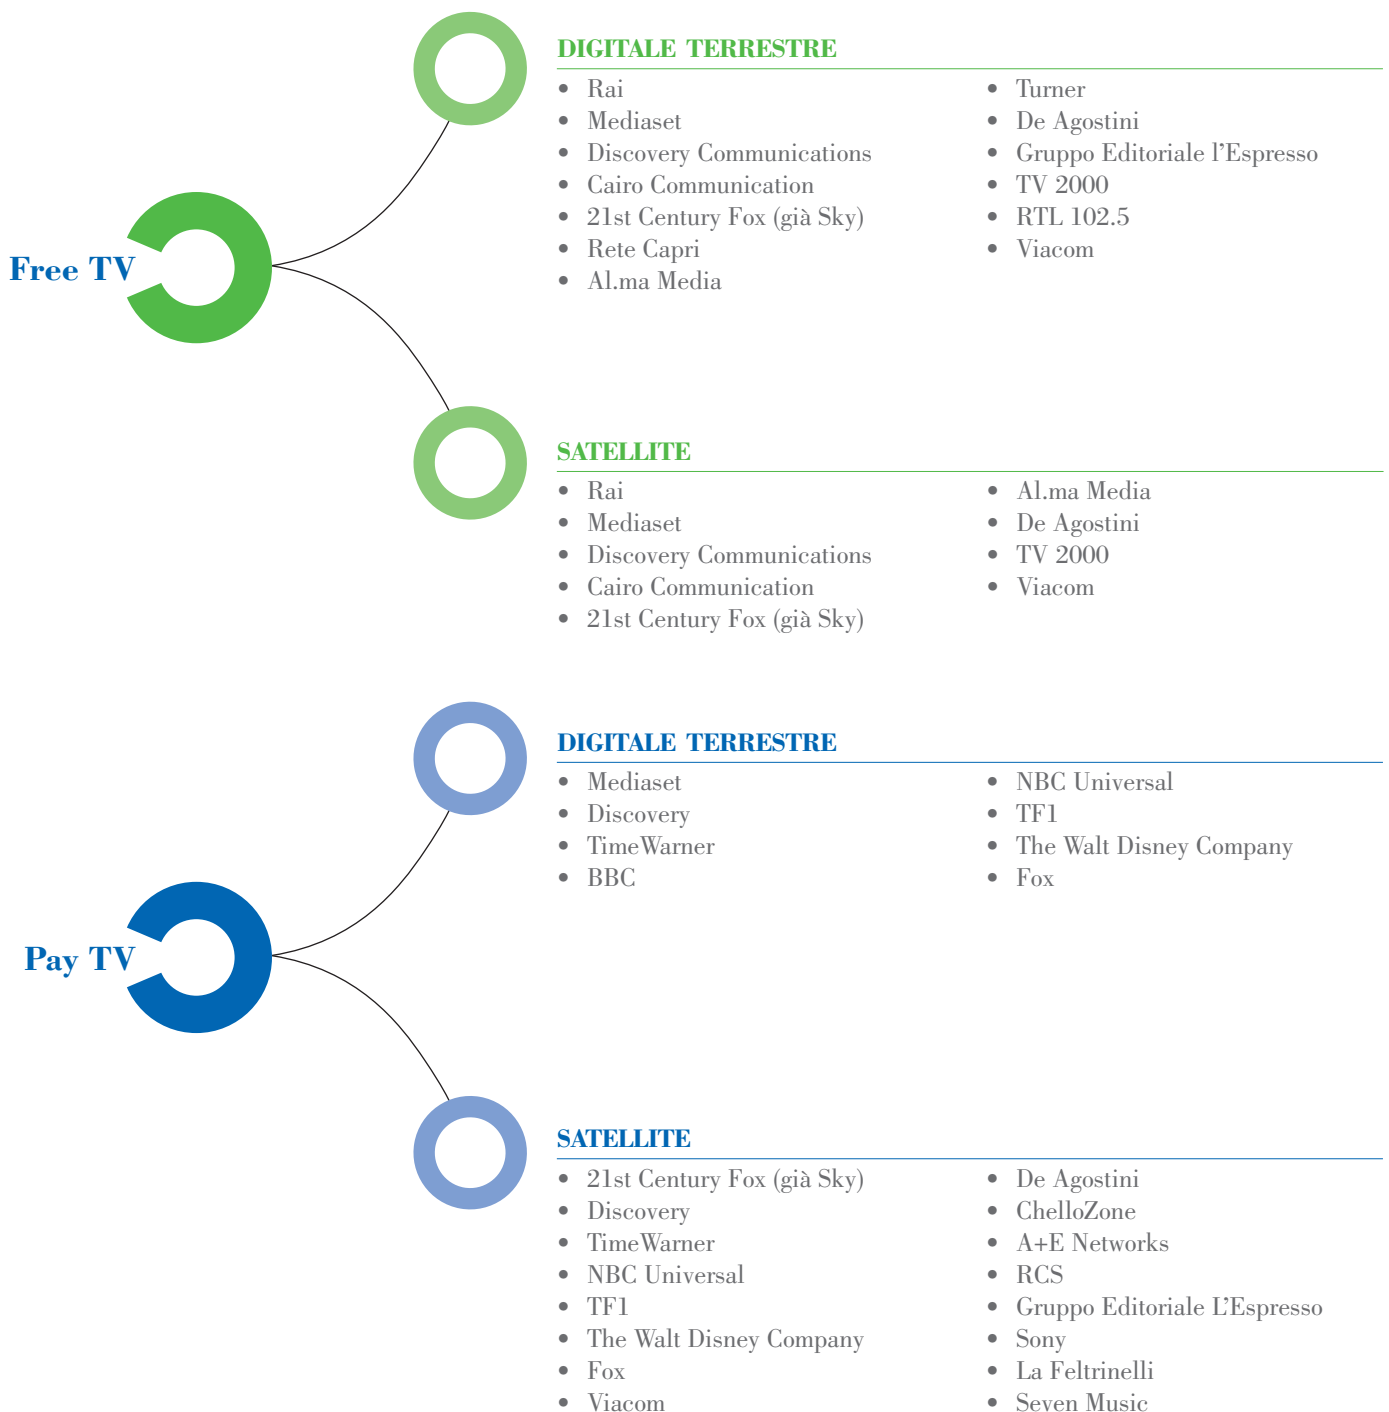 Free TV
DIGITALE TERRESTRE
• Rai
• Mediaset
• Discovery Communications
• Cairo Communication
• 21st Century Fox (già Sky)
• Rete Capri
• Al.ma Media
• Turner
• De Agostini
• Gruppo Editoriale l’Espresso
• TV 2000
• RTL 102.5
• Viacom
SATELLITE
• Rai
• Mediaset
• Discovery Communications
• Cairo Communication
• 21st Century Fox (già Sky)
• Al.ma Media
• De Agostini
• TV 2000
• Viacom
Pay TV
DIGITALE TERRESTRE
• Mediaset
• Discovery
• TimeWarner
• BBC
• NBC Universal
• TF1
• The Walt Disney Company
• Fox
SATELLITE
• 21st Century Fox (già Sky)
• Discovery
• TimeWarner
• NBC Universal
• TF1
• The Walt Disney Company
• Fox
• Viacom
• De Agostini
• ChelloZone
• A+E Networks
• RCS
• Gruppo Editoriale L’Espresso
• Sony
• La Feltrinelli
• Seven Music